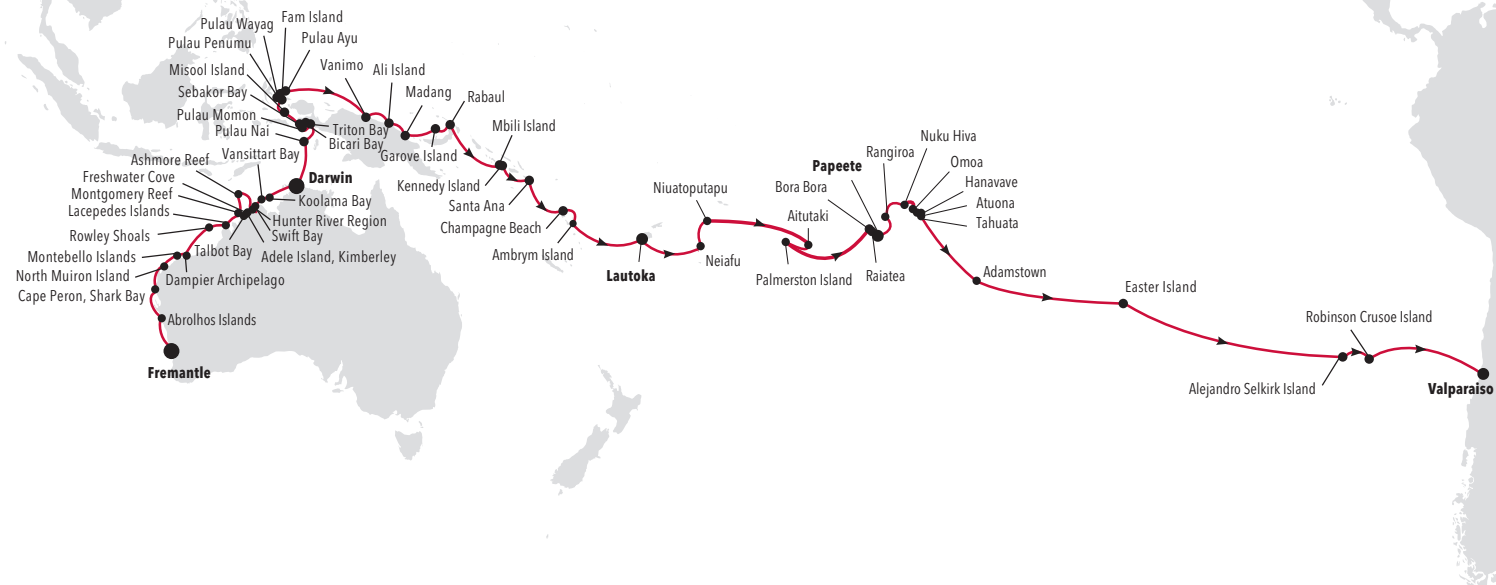 Fam Island
Pulau Wayag
Pulau Ayu
Pulau Penumu
Vanimo
Misool Island
Ali Island
Sebakor Bay
Madang
Rabaul
Pulau Momon
Triton Bay
Mbili Island
Pulau Nai
Bicari Bay
Vansittart Bay
Garove Island
Ashmore Reef
Nuku Hiva
Rangiroa
Papeete
Omoa
Freshwater Cove
Darwin
Kennedy Island
Hanavave
Montgomery Reef
Niuatoputapu
Bora Bora
Koolama Bay
Santa Ana
Atuona
Lacepedes Islands
Aitutaki
Hunter River Region
Tahuata
Rowley Shoals
Swift Bay
Champagne Beach
Talbot Bay
Montebello Islands
Adele Island, Kimberley
Ambrym Island
Neiafu
North Muiron Island
Lautoka
Adamstown
Dampier Archipelago
Palmerston Island
Raiatea
Easter Island
Cape Peron, Shark Bay
Abrolhos Islands
Robinson Crusoe Island
Fremantle
Alejandro Selkirk Island
Valparaiso